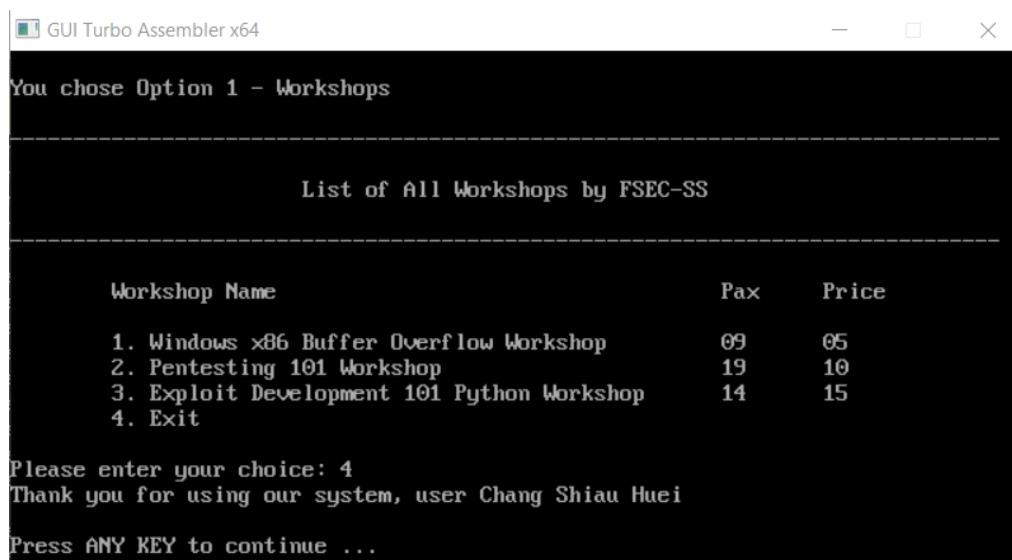 GUI Turbo Assembler x64
You chose Option 1 - Workshops
------------------------------------------------------------------------------
List of All Workshops by FSEC-SS
------------------------------------------------------------------------------
Workshop Name Pax Price
1. Windows x86 Buffer Overflow Workshop 09 05
2. Pentesting 101 Workshop 19 10
3. Exploit Development 101 Python Workshop 14 15
4. Exit
Please enter your choice: 4
Thank you for using our system, user Chang Shiau Huei
Press ANY KEY to continue ...